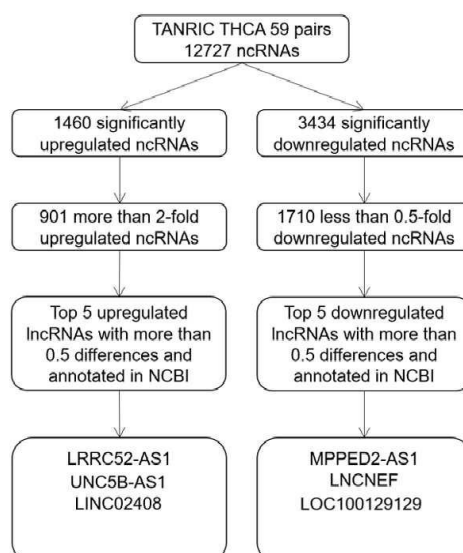 TANRIC THCA 59 pairs
12727 ncRNAs
1460 significantly
upregulated ncRNAs
3434 significantly
downregulated ncRNAs
901 more than 2-fold
upregulated ncRNAs
1710 less than 0.5-fold
downregulated ncRNAs
Top 5 upregulated
lncRNAs with more than
0.5 differences and
annotated in NCBI
Top 5 downregulated
lncRNAs with more than
0.5 differences and
annotated in NCBI
LRRC52-AS1
UNC5B-AS1
LINC02408
MPPED2-AS1
LNCNEF
LOC100129129